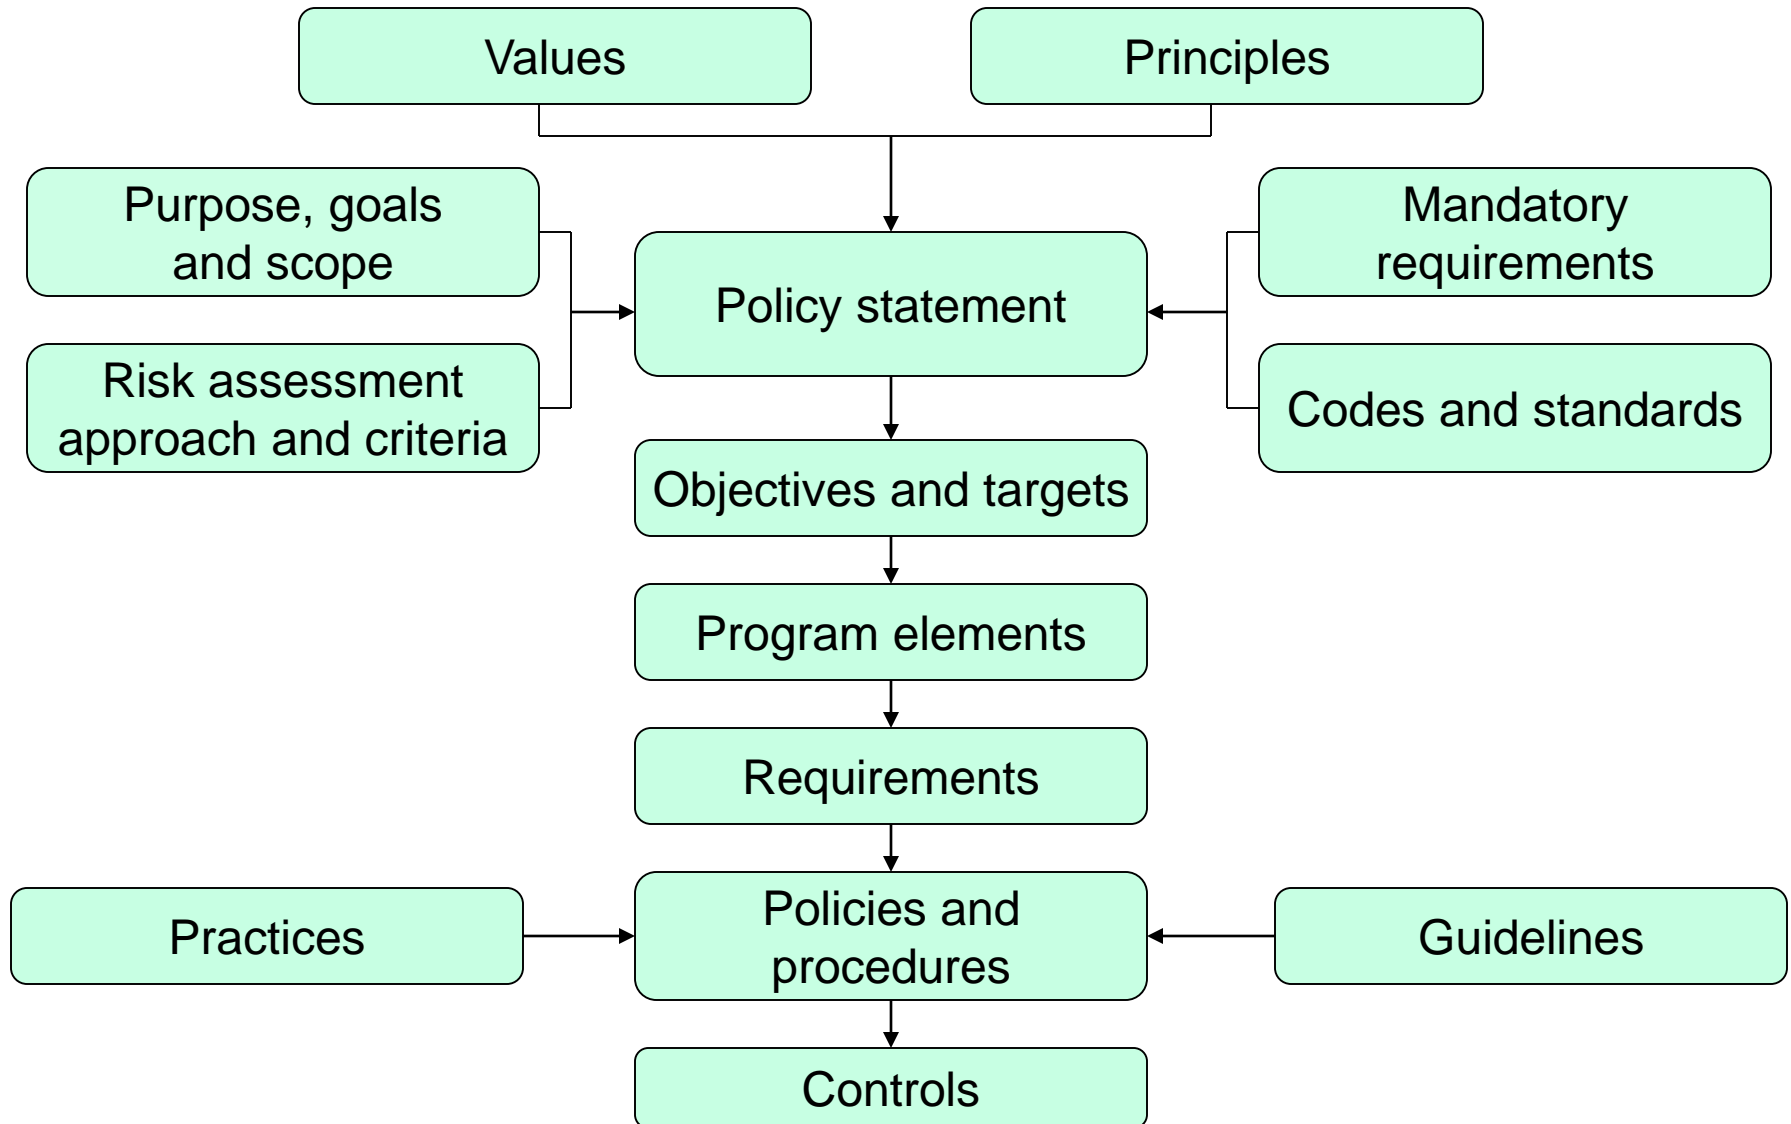 Values
Principles
Purpose, goals
and scope
Mandatory
requirements
Policy statement
Risk assessment
approach and criteria
Codes and standards
Objectives and targets
Program elements
Requirements
Practices
Policies and
procedures
Guidelines
Controls